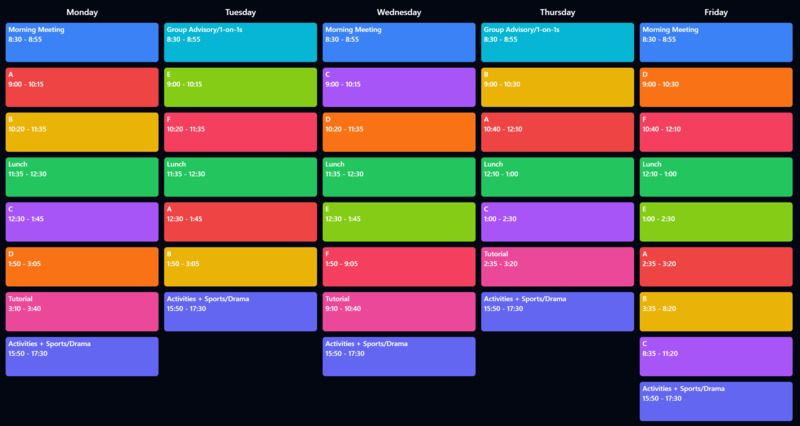 Monday
Morning Meeting
8:30 - 8:55
A
9:00 - 10:15
B
10:20 - 11:35
Lunch
11:35 - 12:30
C
12:30 - 1:45
D
1:50 - 3:05
Tutorial
3:10 - 3:40
Activities + Sports/Drama
15:50 - 17:30
Tuesday
Group Advisory/1-on-1s
8:30 - 8:55
E
9:00 - 10:15
F
10:20 - 11:35
Lunch
11:35 - 12:30
A
12:30 - 1:45
B
1:50 - 3:05
Activities + Sports/Drama
15:50 - 17:30
Wednesday
Morning Meeting
8:30 - 8:55
C
9:00 - 10:15
D
10:20 - 11:35
Lunch
11:35 - 12:30
E
12:30 - 1:45
F
1:50 - 9:05
Tutorial
9:10 - 10:40
Activities + Sports/Drama
15:50 - 17:30
Thursday
Group Advisory/1-on-1s
8:30 - 8:55
B
9:00 - 10:30
A
10:40 - 12:10
Lunch
12:10 - 1:00
C
1:00 - 2:30
Tutorial
2:35 - 3:20
Activities + Sports/Drama
15:50 - 17:30
Friday
Morning Meeting
8:30 - 8:55
D
9:00 - 10:30
F
10:40 - 12:10
Lunch
12:10 - 1:00
E
1:00 - 2:30
A
2:35 - 3:20
B
3:35 - 8:20
C
8:35 - 11:20
Activities + Sports/Drama
15:50 - 17:30